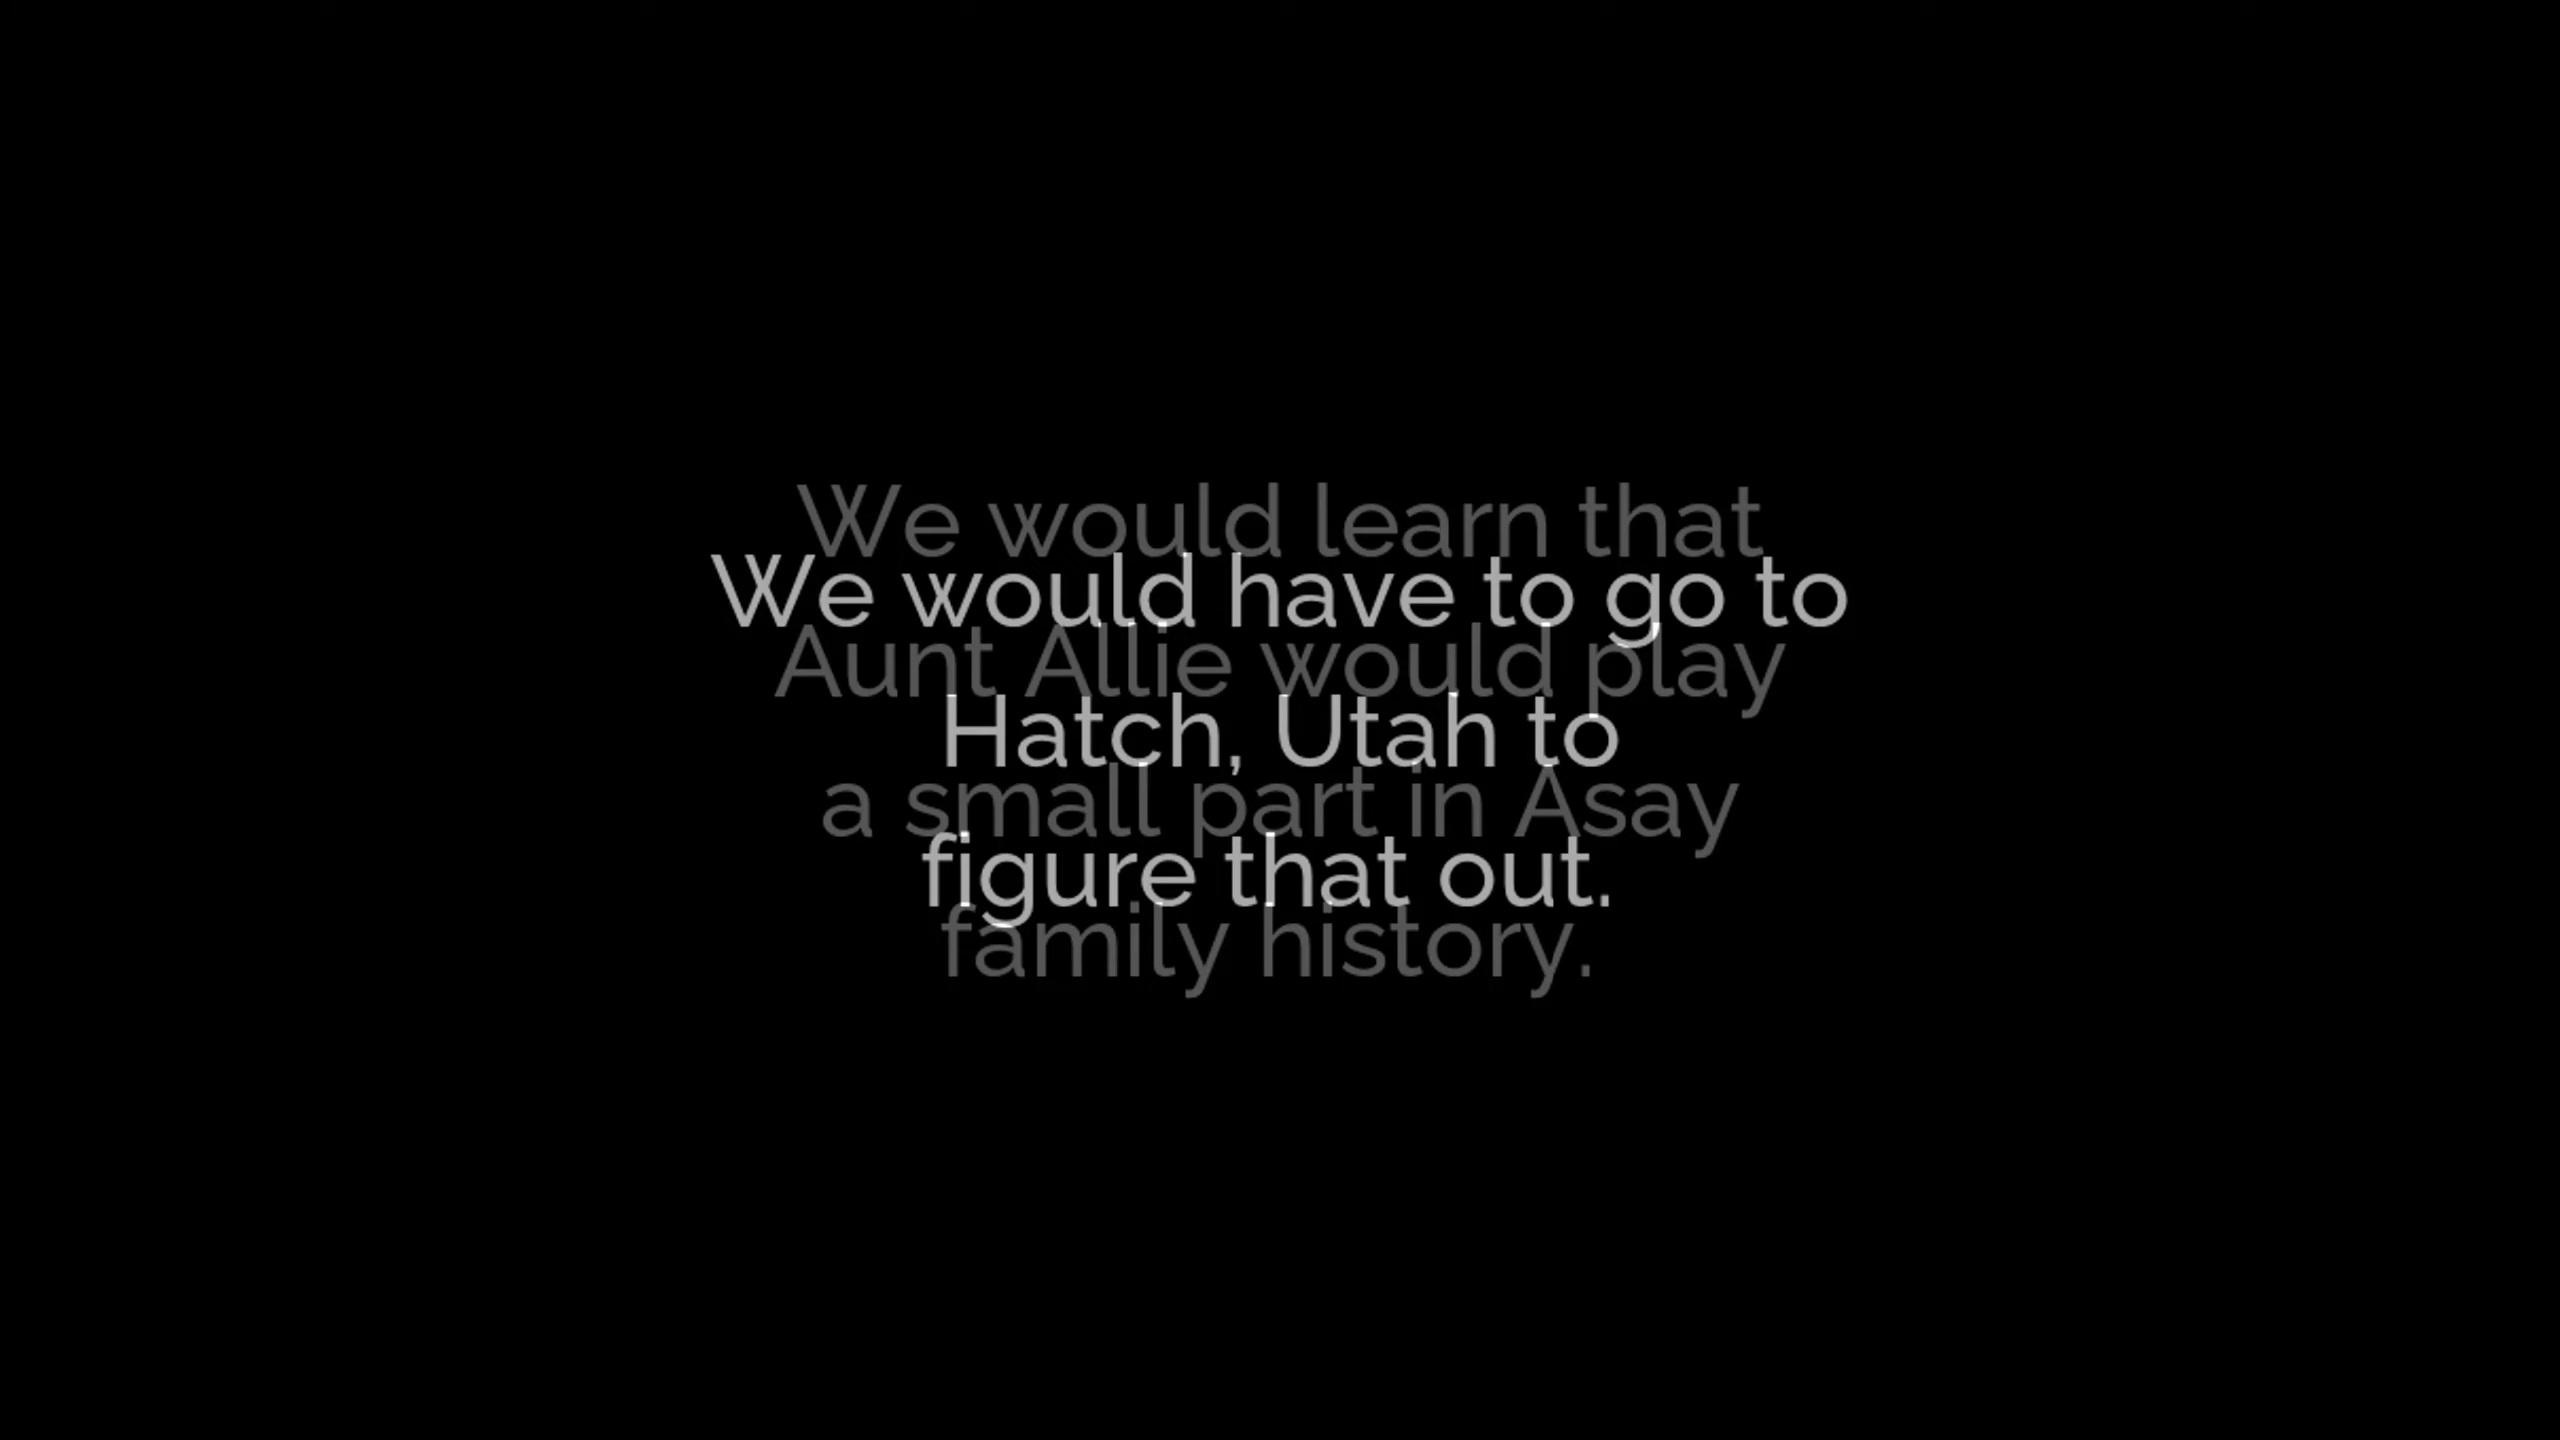 We would learn that
We would have to go to
Aunt Allie would play
Hatch, Utah to
a small part in Asay
figure that out.
family history.